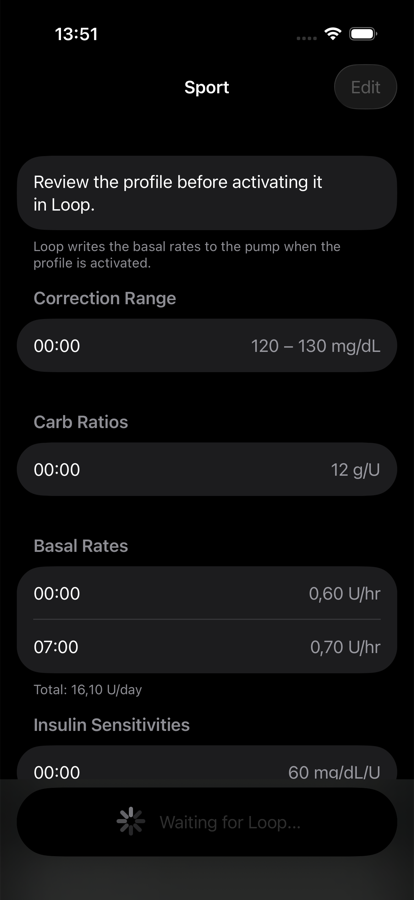 13:51
Sport
Edit
Review the profile before activating it
in Loop.
Loop writes the basal rates to the pump when the
profile is activated.
Correction Range
00:00 120 – 130 mg/dL
Carb Ratios
00:00 12 g/U
Basal Rates
00:00 0,60 U/hr
07:00 0,70 U/hr
Total: 16,10 U/day
Insulin Sensitivities
00:00 60 mg/dL/U
Waiting for Loop...